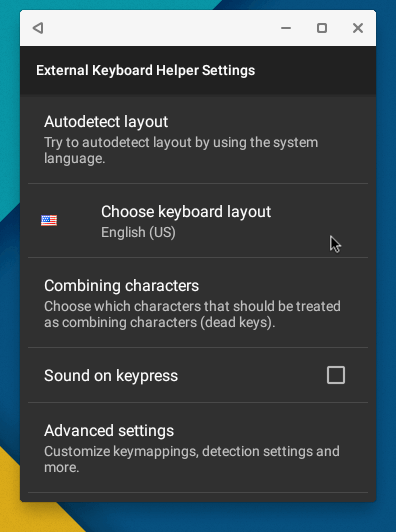 External Keyboard Helper Settings
Autodetect layout
Try to autodetect layout by using the system
language.
Choose keyboard layout
English (US)
Combining characters
Choose which characters that should be treated
as combining characters (dead keys).
Sound on keypress
Advanced settings
Customize keymappings, detection settings and
more.